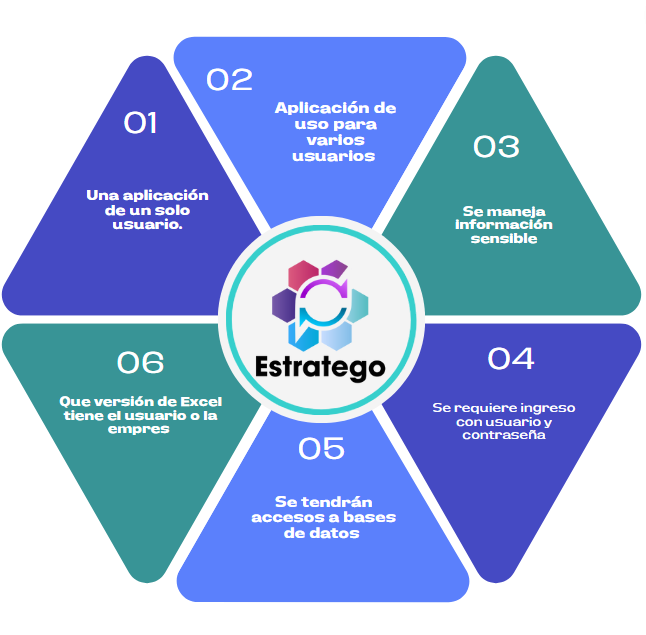 01
Una aplicación
de un solo
usuario.
02
Aplicación de
uso para
varios
usuarios
03
Se maneja
información
sensible
04
Se requiere ingreso
con usuario y
contraseña
05
Se tendrán
accesos a bases
de datos
06
Que versión de Excel
tiene el usuario o la
empres
Estratego